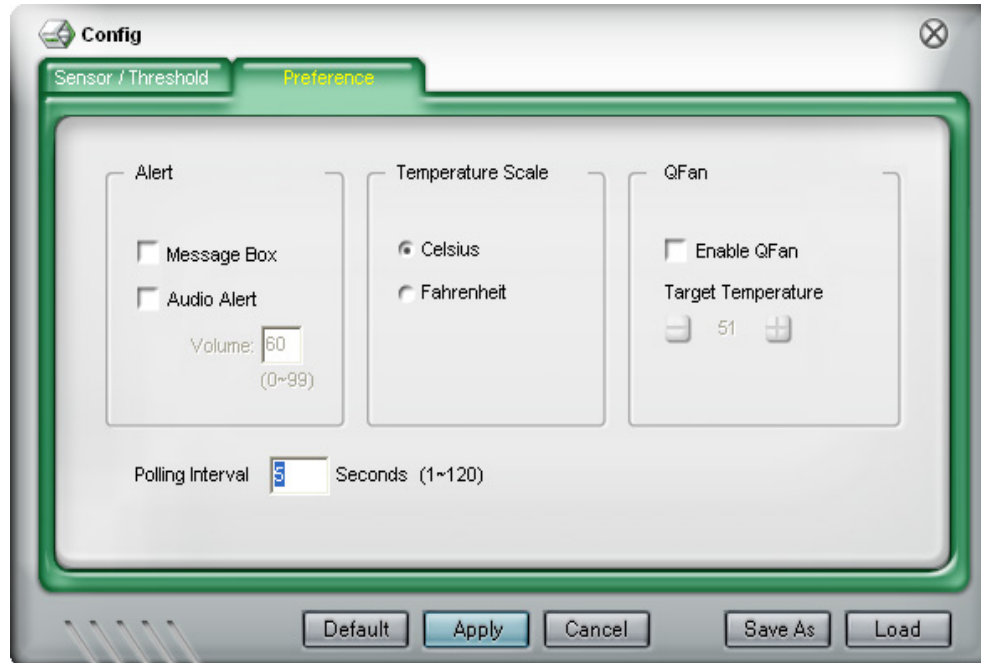 Config
Sensor / Threshold
Preference
Alert
Message Box
Audio Alert
Volume: 60
(0~99)
Temperature Scale
Celsius
Fahrenheit
QFan
Enable QFan
Target Temperature
51
Polling Interval 5 Seconds (1~120)
Default
Apply
Cancel
Save As
Load